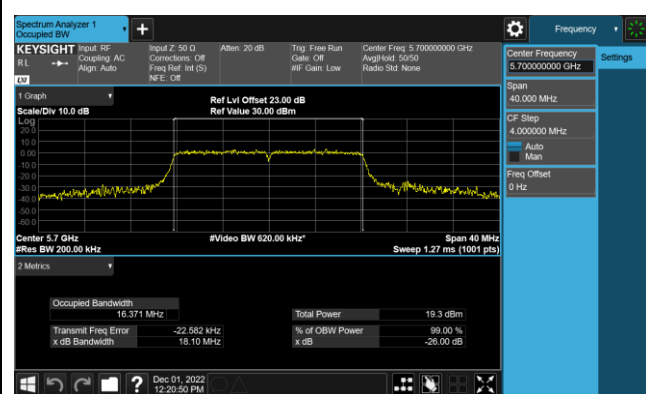 Spectrum Analyzer 1
Occupied BW
+
Frequency
KEYSIGHT
RL
LXI
Input: RF
Coupling: AC
Align: Auto
Input Z: 50 Ω
Corrections: Off
Freq Ref: Int (S)
NFE: Off
Atten: 20 dB
Trig: Free Run
Gate: Off
#IF Gain: Low
Center Freq: 5.700000000 GHz
Avg|Hold: 50/50
Radio Std: None
Center Frequency
5.700000000 GHz
Settings
Span
40.000 MHz
CF Step
4.000000 MHz
Auto
Man
Freq Offset
0 Hz
1 Graph
Scale/Div 10.0 dB
Ref Lvl Offset 23.00 dB
Ref Value 30.00 dBm
Log
20.0
10.0
0.00
-10.0
-20.0
-30.0
-40.0
-50.0
-60.0
Center 5.7 GHz
#Video BW 620.00 kHz*
Span 40 MHz
#Res BW 200.00 kHz
Sweep 1.27 ms (1001 pts)
2 Metrics
Occupied Bandwidth
16.371 MHz
Total Power 19.3 dBm
Transmit Freq Error -22.582 kHz
% of OBW Power 99.00 %
x dB Bandwidth 18.10 MHz
x dB -26.00 dB
?
Dec 01, 2022
12:20:50 PM